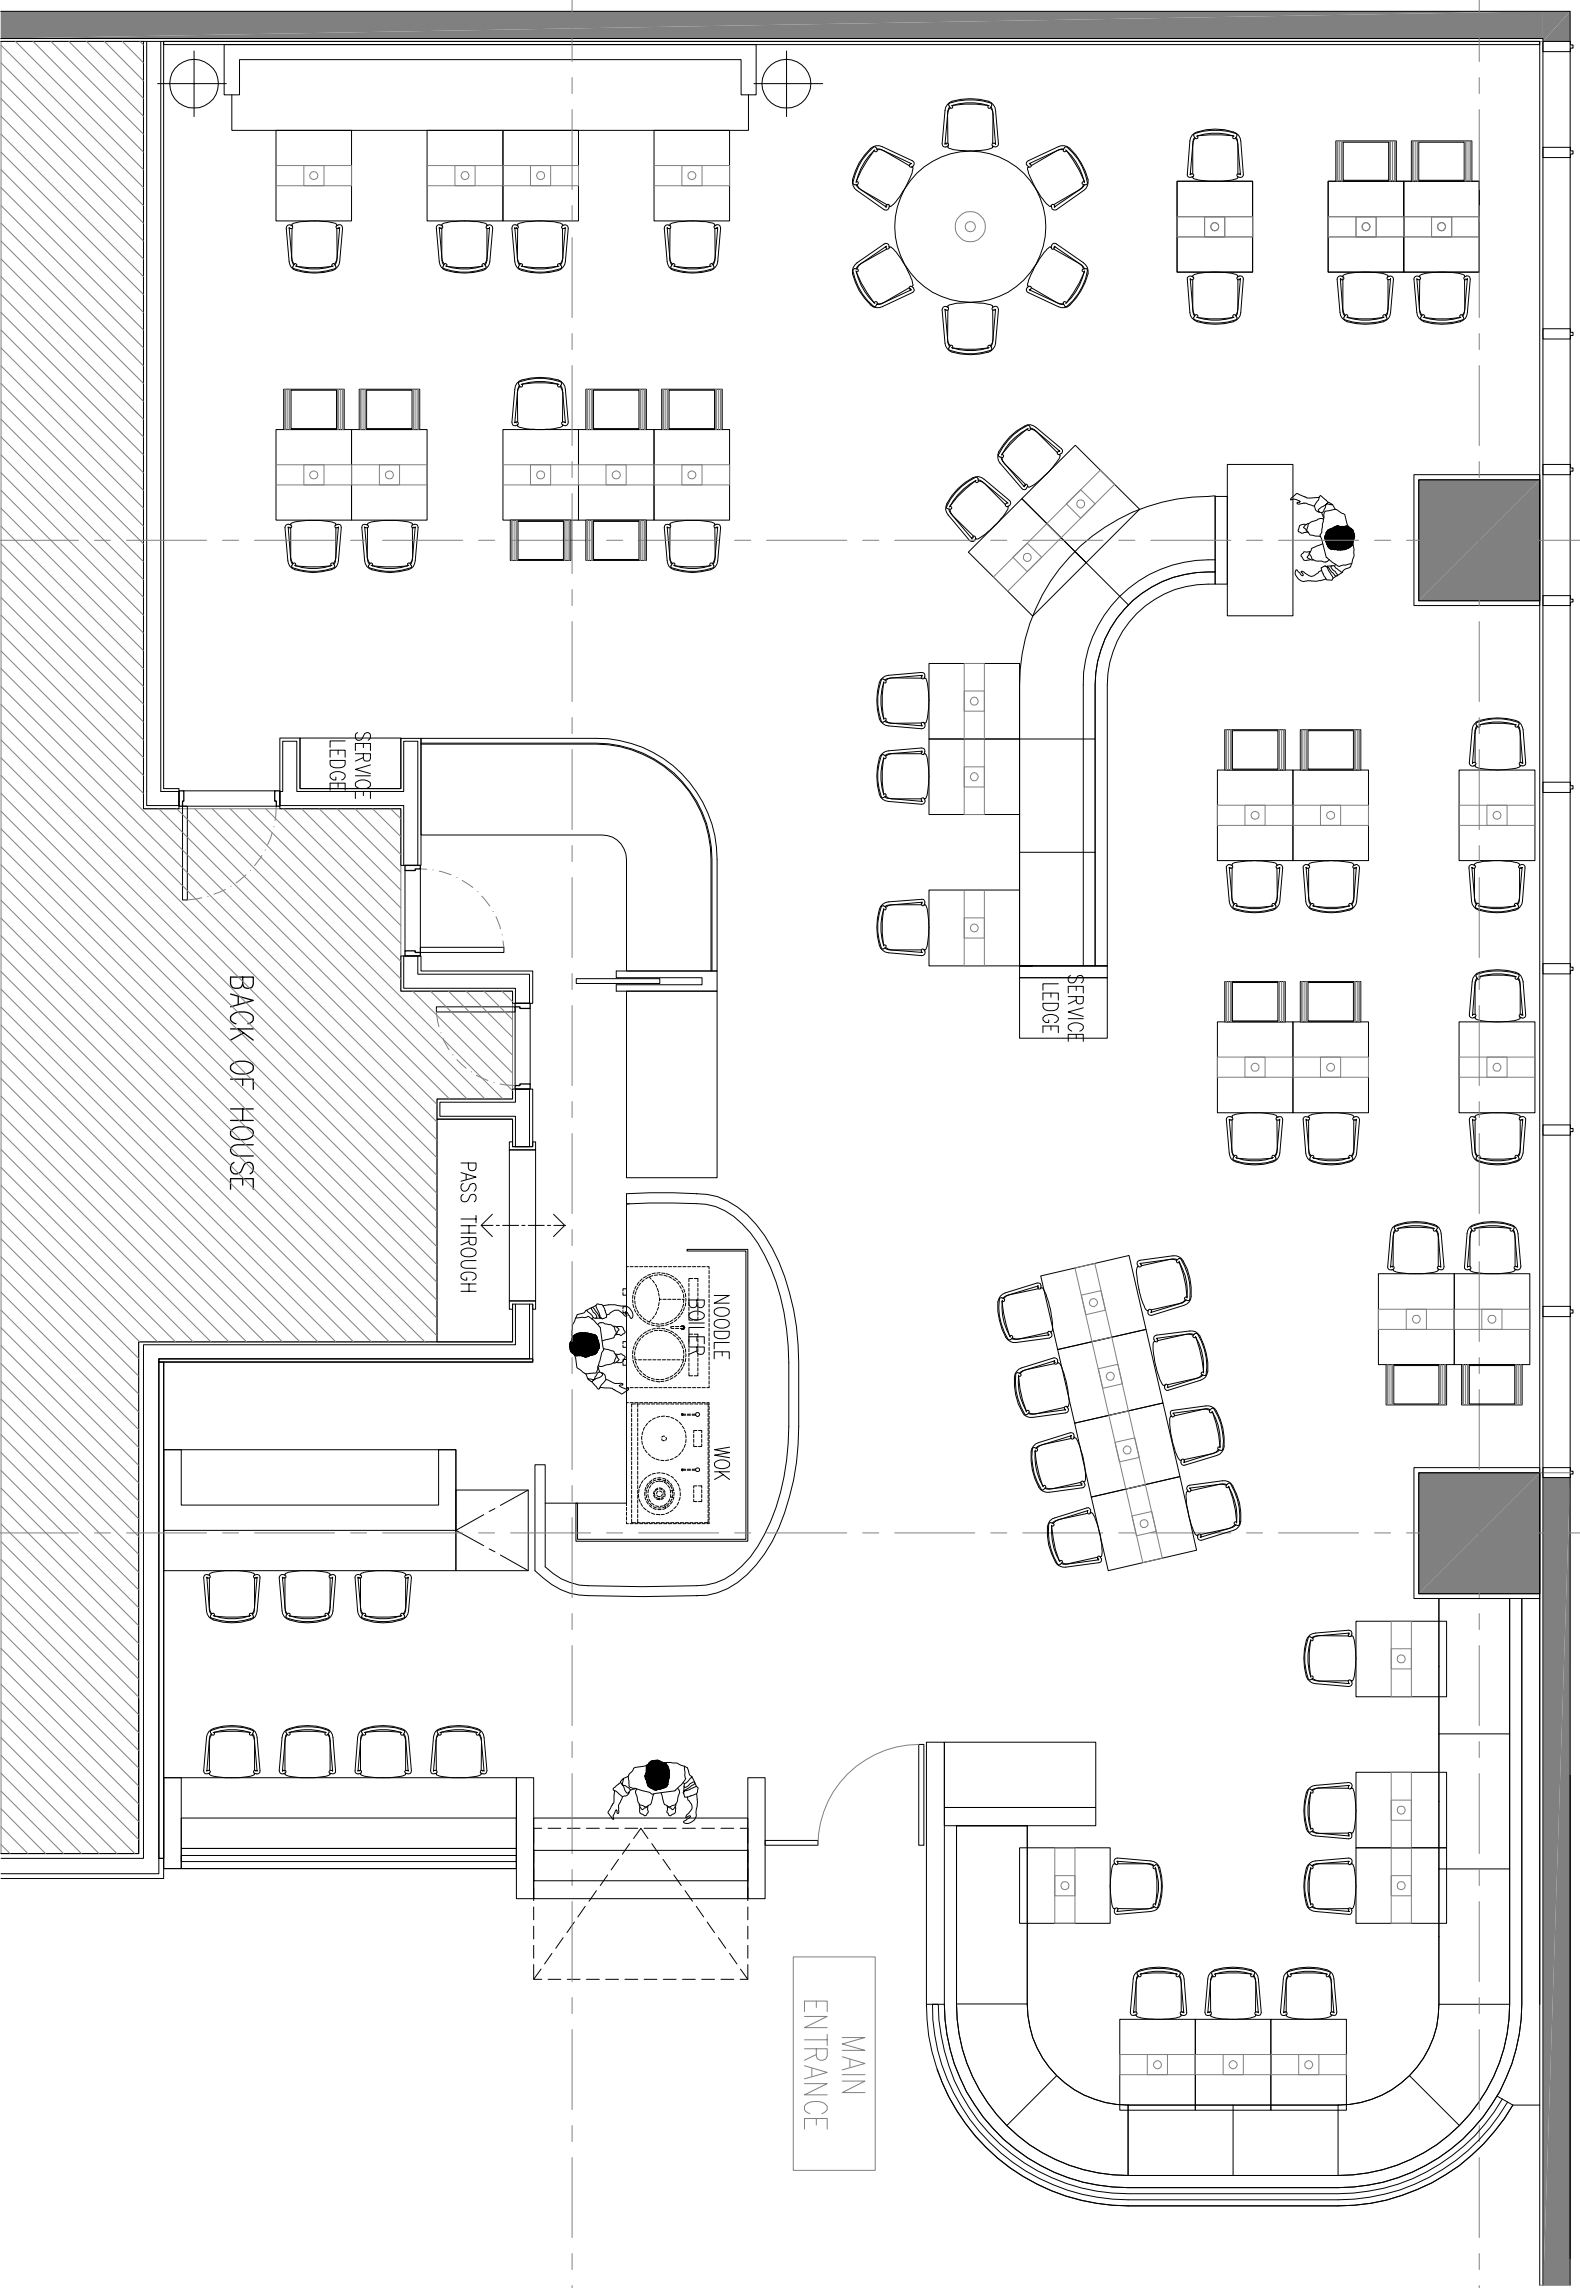 SERVICE
LEDGE
BACK OF HOUSE
SERVICE
LEDGE
PASS THROUGH
NOODLE
BOILER
WOK
MAIN
ENTRANCE